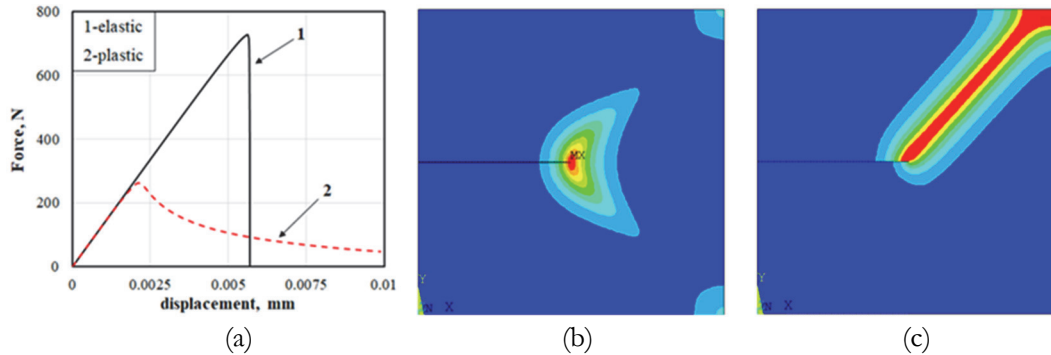 800
600
400
200
0
Force, N
1-elastic
2-plastic
1
2
0
0.0025
0.005
0.0075
0.01
displacement, mm
MX
Y
X
Y
X
(a)
(b)
(c)